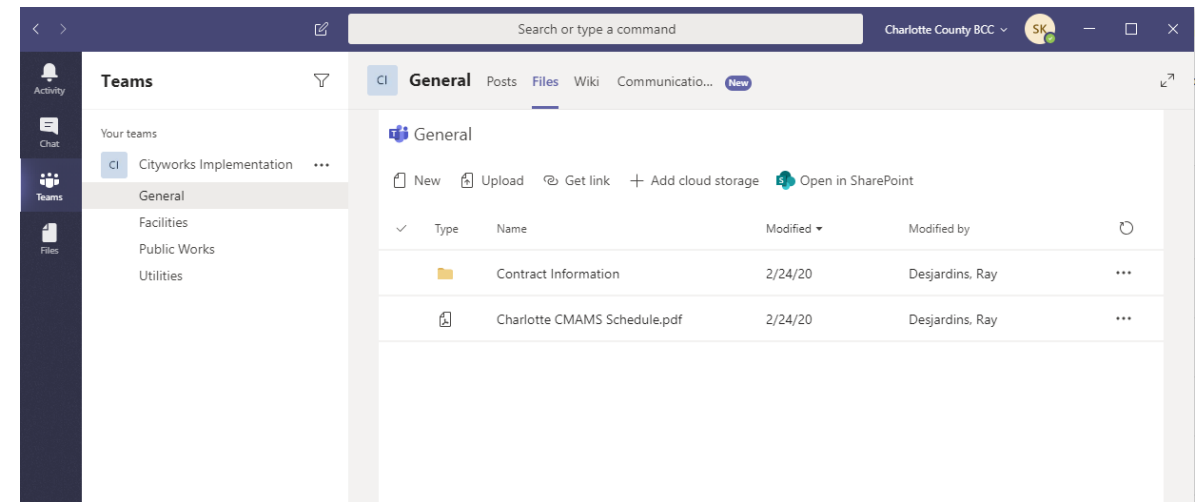 Search or type a command
Charlotte County BCC
SK
Activity
Chat
Teams
Files
Teams
Your teams
CI Cityworks Implementation ...
General
Facilities
Public Works
Utilities
CI General Posts Files Wiki Communicatio... New
General
New Upload Get link + Add cloud storage Open in SharePoint
Type Name Modified Modified by
Contract Information 2/24/20 Desjardins, Ray ...
Charlotte CMAMS Schedule.pdf 2/24/20 Desjardins, Ray ...